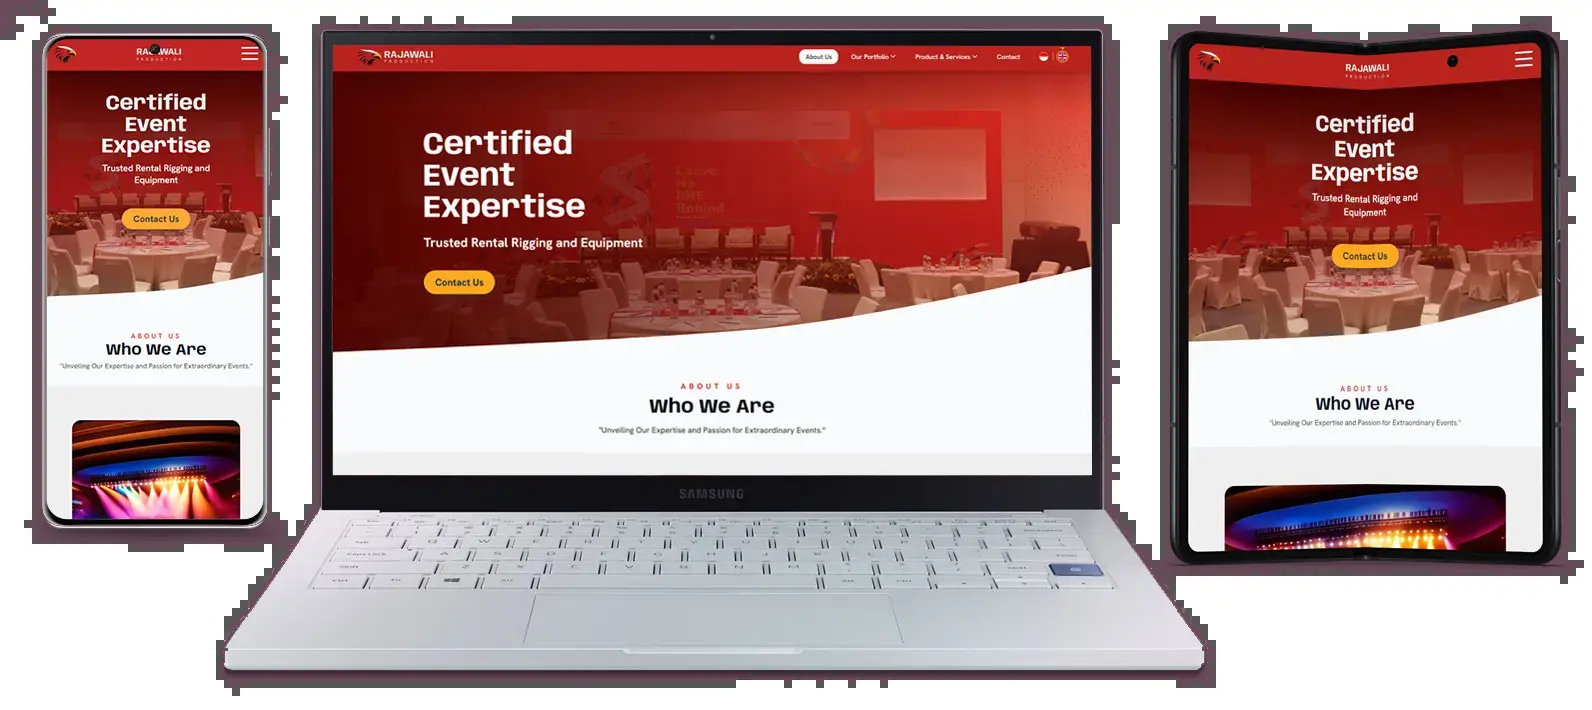 RAJAWALI
PRODUCTION
Certified
Event
Expertise
Trusted Rental Rigging and
Equipment
Contact Us
ABOUT US
Who We Are
"Unveiling Our Expertise and Passion for Extraordinary Events."
RAJAWALI
PRODUCTION
About Us
Our Portfolio
Product & Services
Contact
Certified
Event
Expertise
Trusted Rental Rigging and Equipment
Contact Us
Leave
No
Behind
ABOUT US
Who We Are
"Unveiling Our Expertise and Passion for Extraordinary Events."
SAMSUNG
RAJAWALI
PRODUCTION
Certified
Event
Expertise
Trusted Rental Rigging and
Equipment
Contact Us
ABOUT US
Who We Are
"Unveiling Our Expertise and Passion for Extraordinary Events."